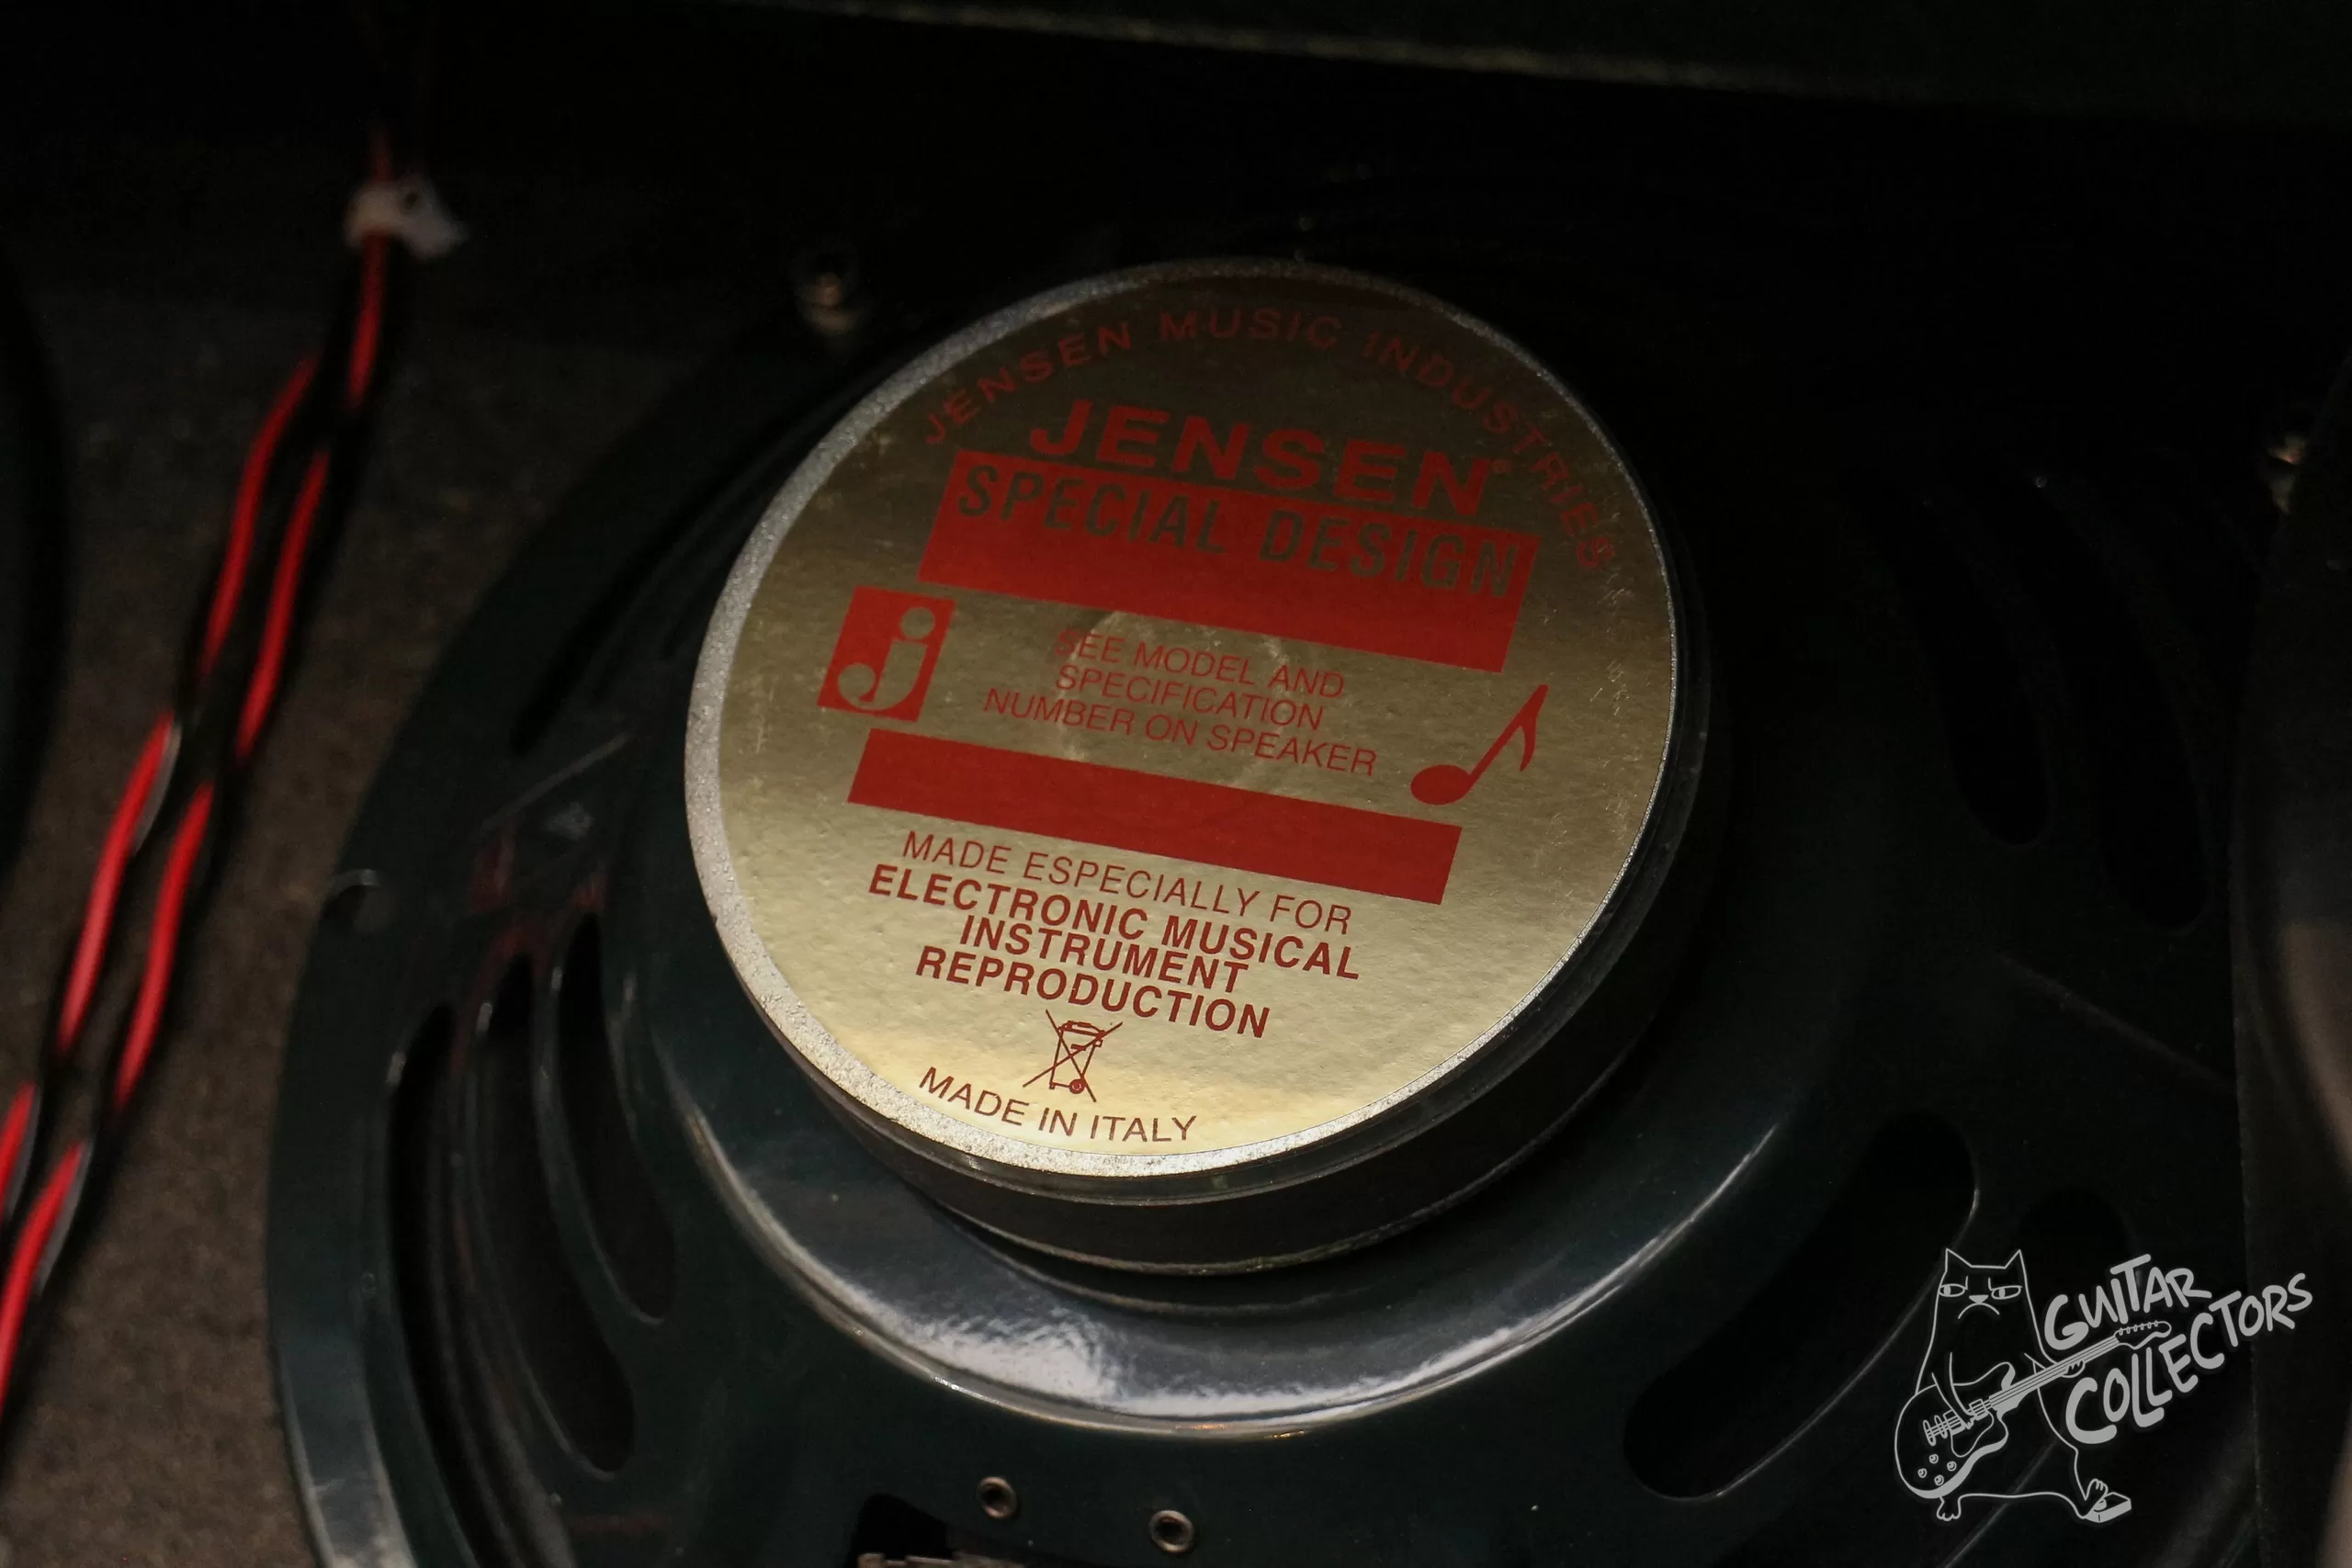 JENSEN MUSIC INDUSTRIES
JENSEN®
SPECIAL DESIGN
j
SEE MODEL AND
SPECIFICATION
NUMBER ON SPEAKER
MADE ESPECIALLY FOR
ELECTRONIC MUSICAL
INSTRUMENT
REPRODUCTION
MADE IN ITALY
GUITAR
COLLECTORS